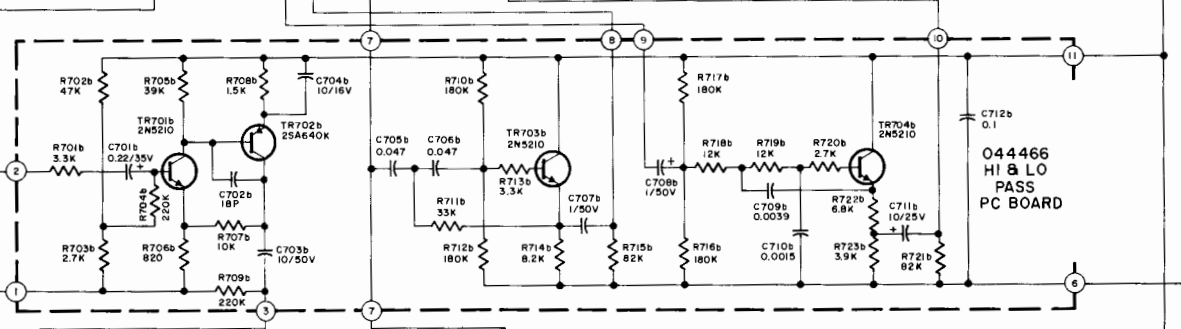 7
8
9
10
11
R702b
47K
R705b
39K
R708b
1.5K
C704b
10/16V
TR701b
2N5210
TR702b
2SA640K
R701b
3.3K
C701b
0.22/35V
+
2
R704b
220K
C702b
18P
R703b
2.7K
R706b
820
R707b
10K
C703b
10/50V
R709b
220K
1
3
7
R710b
180K
C705b
0.047
C706b
0.047
TR703b
2N5210
R713b
3.3K
R711b
33K
C707b
1/50V
R712b
180K
R714b
8.2K
R715b
82K
R717b
180K
C708b
1/50V
+
R718b
12K
R719b
12K
R720b
2.7K
TR704b
2N5210
C709b
0.0039
R722b
6.8K
C711b
10/25V
+
R716b
180K
C710b
0.0015
R723b
3.9K
R721b
82K
C712b
0.1
044466
HI & LO
PASS
PC BOARD
6